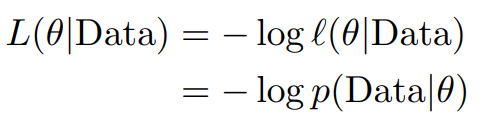 L(θ|Data) = − log ℓ(θ|Data)
= − log p(Data|θ)